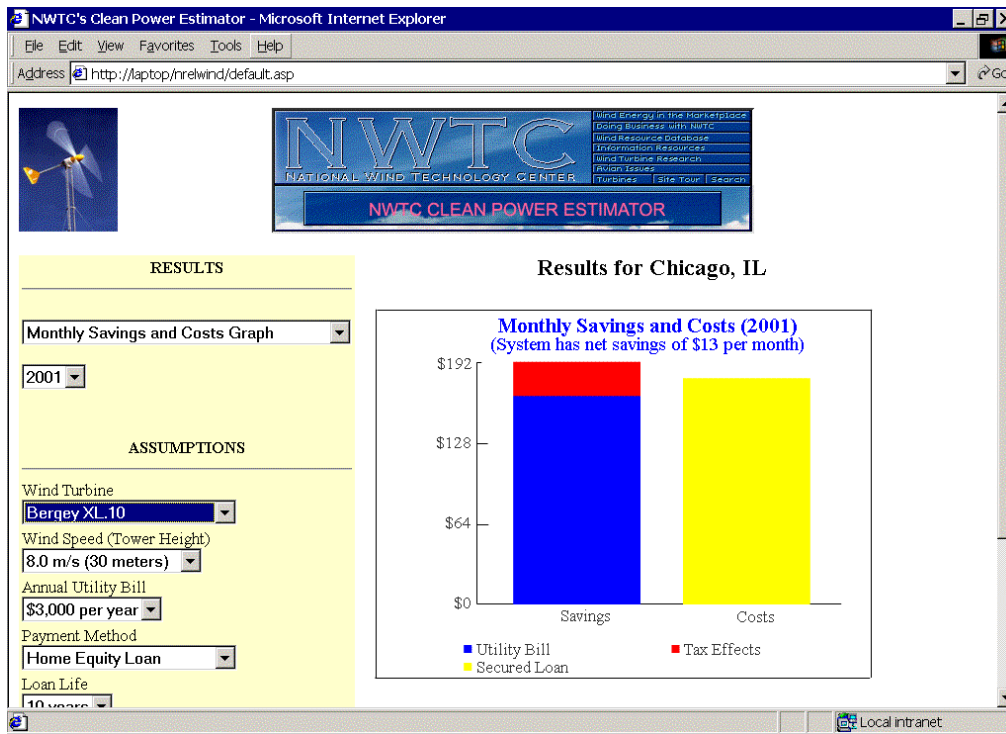 NWTC's Clean Power Estimator - Microsoft Internet Explorer
File Edit View Favorites Tools Help
Address http://laptop/nrelwind/default.asp Go
NWTC
NATIONAL WIND TECHNOLOGY CENTER
Wind Energy in the Marketplace
Doing Business with NWTC
Wind Resource Database
Information Resources
Wind Turbine Research
Avian Issues
Turbines Site Tour Search
NWTC CLEAN POWER ESTIMATOR
RESULTS
Monthly Savings and Costs Graph
2001
ASSUMPTIONS
Wind Turbine
Bergey XL.10
Wind Speed (Tower Height)
8.0 m/s (30 meters)
Annual Utility Bill
$3,000 per year
Payment Method
Home Equity Loan
Loan Life
10 years
Results for Chicago, IL
Monthly Savings and Costs (2001)
(System has net savings of $13 per month)
$192
$128
$64
$0
Savings Costs
Utility Bill Tax Effects
Secured Loan
Local intranet